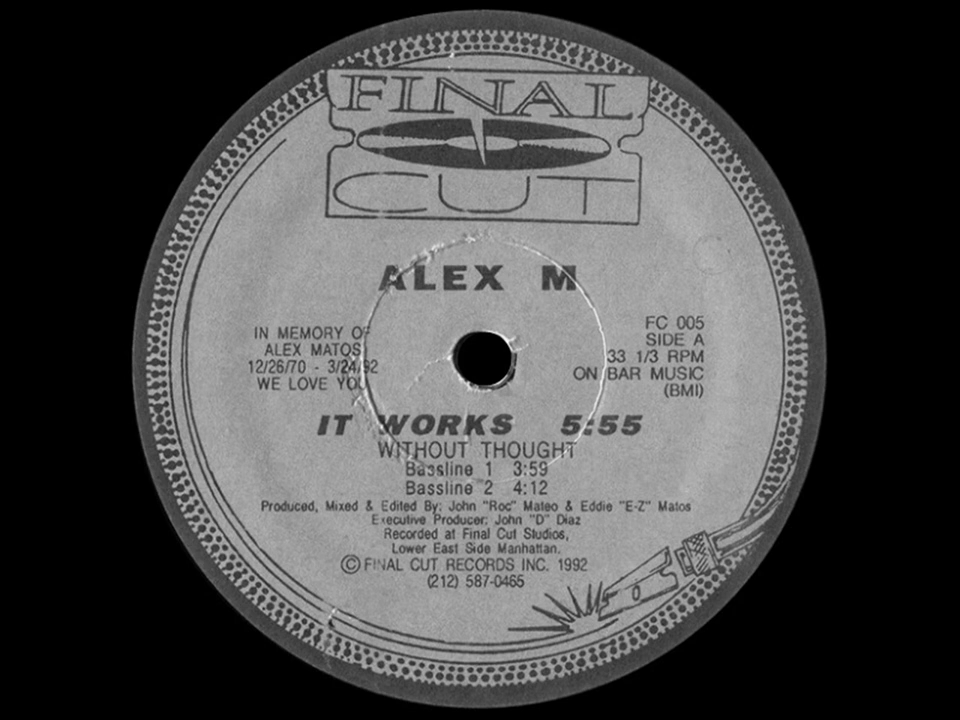 FINAL
CUT
ALEX M
IN MEMORY OF
ALEX MATOS
12/26/70 - 3/24/92
WE LOVE YOU
FC 005
SIDE A
33 1/3 RPM
ON BAR MUSIC
(BMI)
IT WORKS 5:55
WITHOUT THOUGHT
Bassline 1 3:59
Bassline 2 4:12
Produced, Mixed & Edited By: John "Roc" Mateo & Eddie "E-Z" Matos
Executive Producer: John "D" Diaz
Recorded at Final Cut Studios,
Lower East Side Manhattan.
© FINAL CUT RECORDS INC. 1992
(212) 587-0465